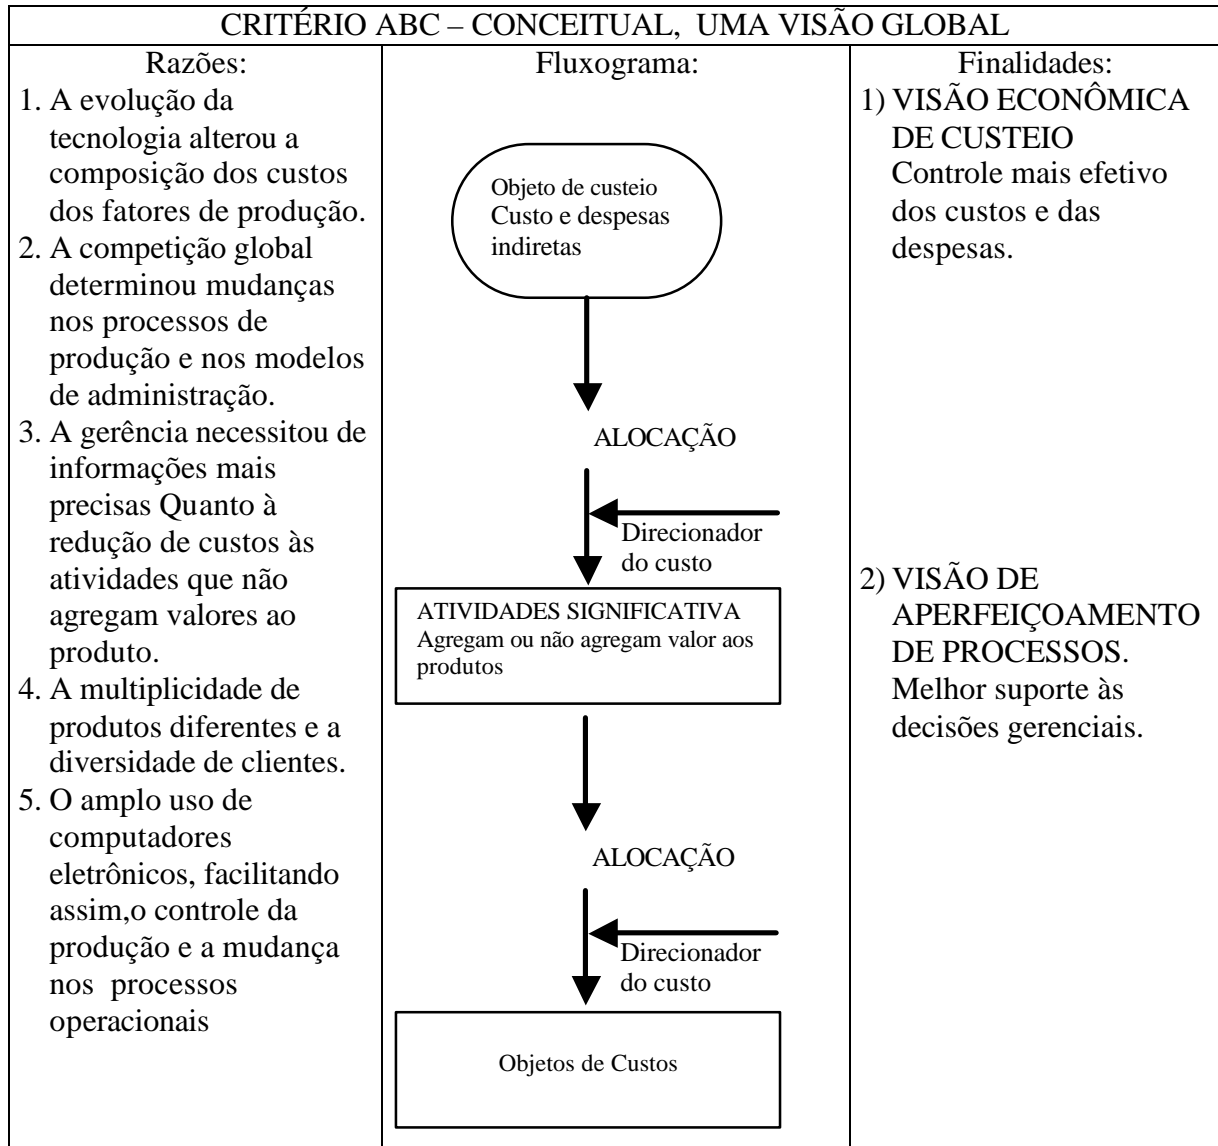 CRITÉRIO ABC – CONCEITUAL, UMA VISÃO GLOBAL
Razões:
1. A evolução da
tecnologia alterou a
composição dos custos
dos fatores de produção.
2. A competição global
determinou mudanças
nos processos de
produção e nos modelos
de administração.
3. A gerência necessitou de
informações mais
precisas Quanto à
redução de custos às
atividades que não
agregam valores ao
produto.
4. A multiplicidade de
produtos diferentes e a
diversidade de clientes.
5. O amplo uso de
computadores
eletrônicos, facilitando
assim,o controle da
produção e a mudança
nos processos
operacionais
Fluxograma:
Objeto de custeio
Custo e despesas
indiretas
ALOCAÇÃO
Direcionador
do custo
ATIVIDADES SIGNIFICATIVA
Agregam ou não agregam valor aos
produtos
ALOCAÇÃO
Direcionador
do custo
Objetos de Custos
Finalidades:
1) VISÃO ECONÔMICA
DE CUSTEIO
Controle mais efetivo
dos custos e das
despesas.
2) VISÃO DE
APERFEIÇOAMENTO
DE PROCESSOS.
Melhor suporte às
decisões gerenciais.